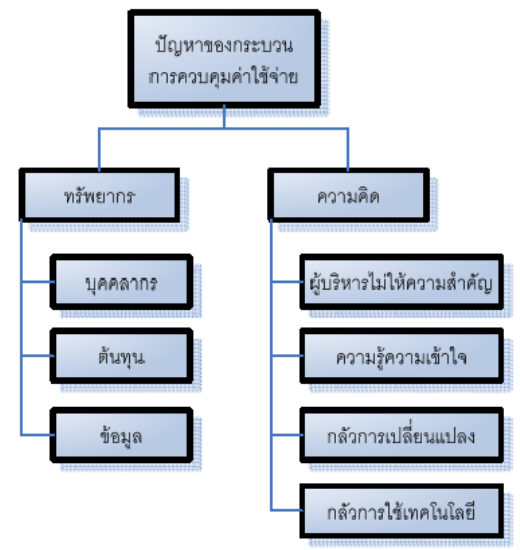 ปัญหาของกระบวน
การควบคุมค่าใช้จ่าย
ทรัพยากร
บุคคลากร
ต้นทุน
ข้อมูล
ความคิด
ผู้บริหารไม่ให้ความสำคัญ
ความรู้ความเข้าใจ
กลัวการเปลี่ยนแปลง
กลัวการใช้เทคโนโลยี